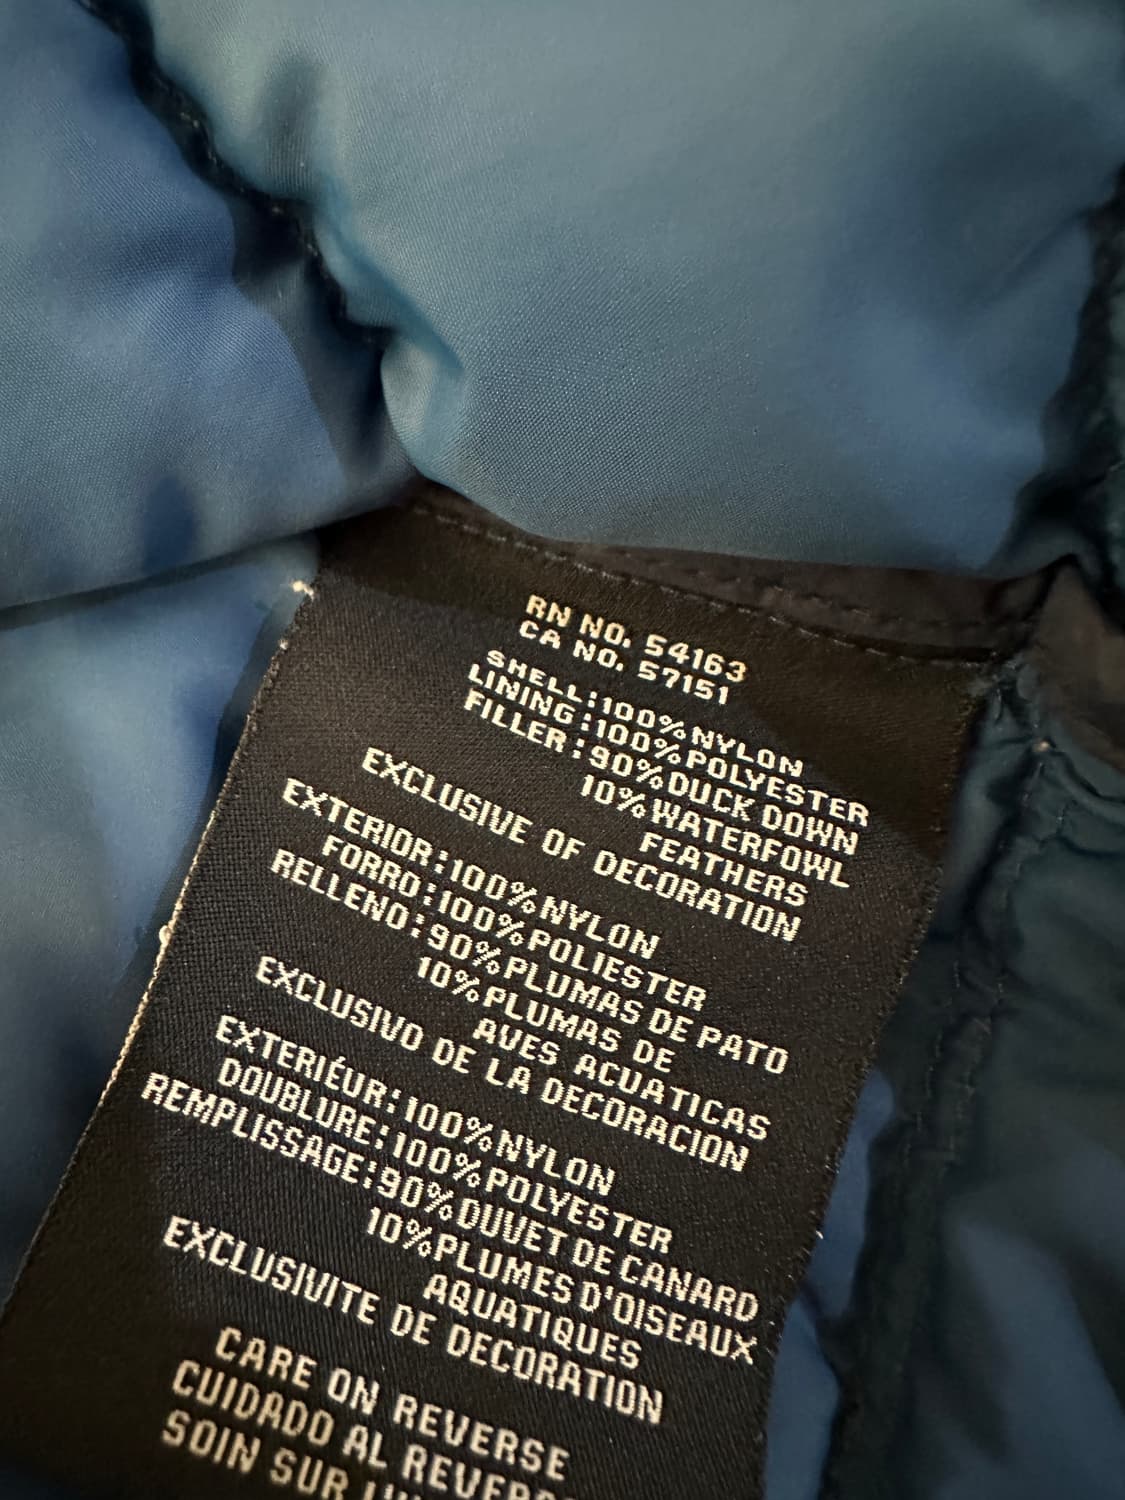 RN NO. 54163
CA NO. 57151
SHELL:100%NYLON
LINING:100%POLYESTER
FILLER:90%DUCK DOWN
10%WATERFOWL
FEATHERS
EXCLUSIVE OF DECORATION
EXTERIOR:100%NYLON
FORRO:100%POLIESTER
RELLENO:90%PLUMAS DE PATO
10%PLUMAS DE
AVES ACUATICAS
EXCLUSIVO DE LA DECORACION
EXTERIÉUR:100%NYLON
DOUBLURE:100%POLYESTER
REMPLISSAGE:90%DUVET DE CANARD
10%PLUMES D'OISEAUX
AQUATIQUES
EXCLUSIVITE DE DECORATION
CARE ON REVERSE
CUIDADO AL
SOIN SUR